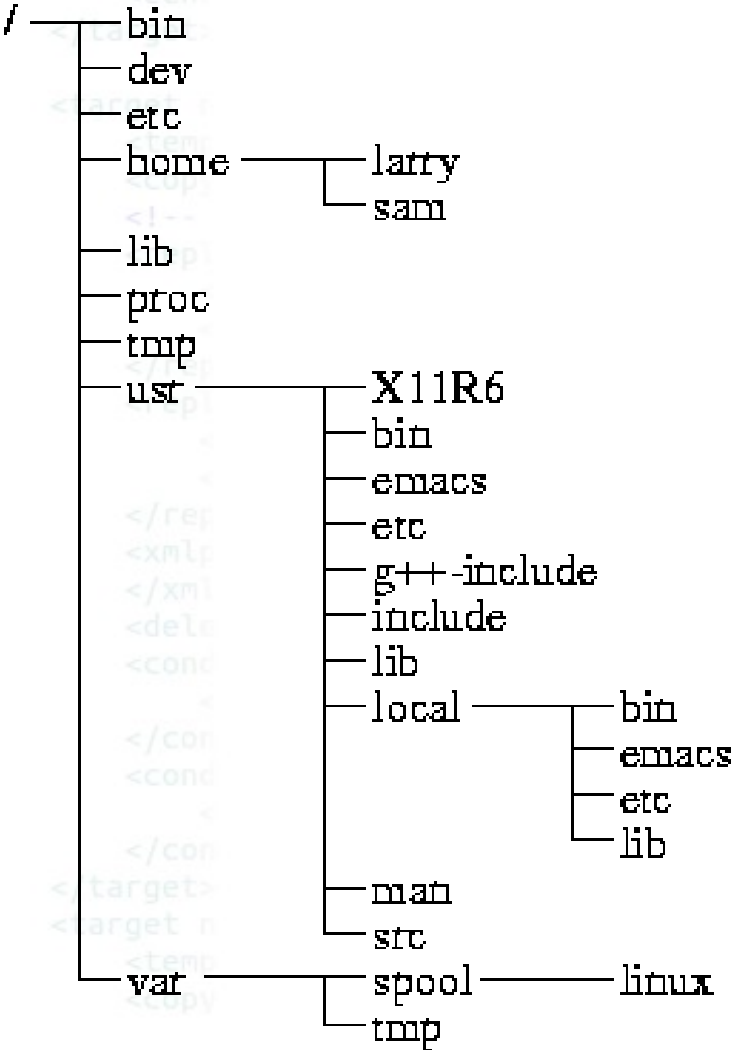 / bin
dev
etc
home larry
sam
lib
proc
tmp
usr X11R6
bin
emacs
etc
g++-include
include
lib
local bin
emacs
etc
lib
man
src
var spool linux
tmp